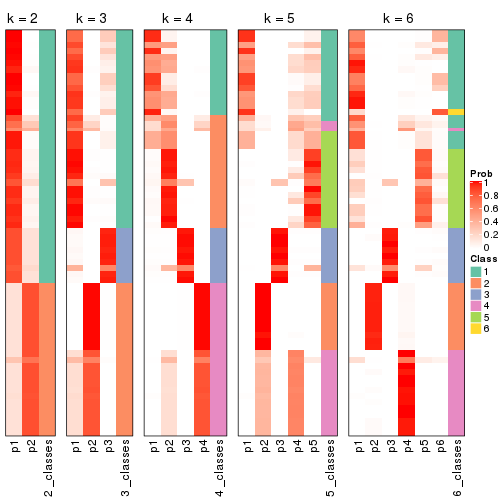 k = 2
k = 3
k = 4
k = 5
k = 6
Prob
1
0.8
0.6
0.4
0.2
0
Class
1
2
3
4
5
6
p1
p2
2_classes
p1
p2
p3
3_classes
p1
p2
p3
p4
4_classes
p1
p2
p3
p4
p5
5_classes
p1
p2
p3
p4
p5
p6
6_classes